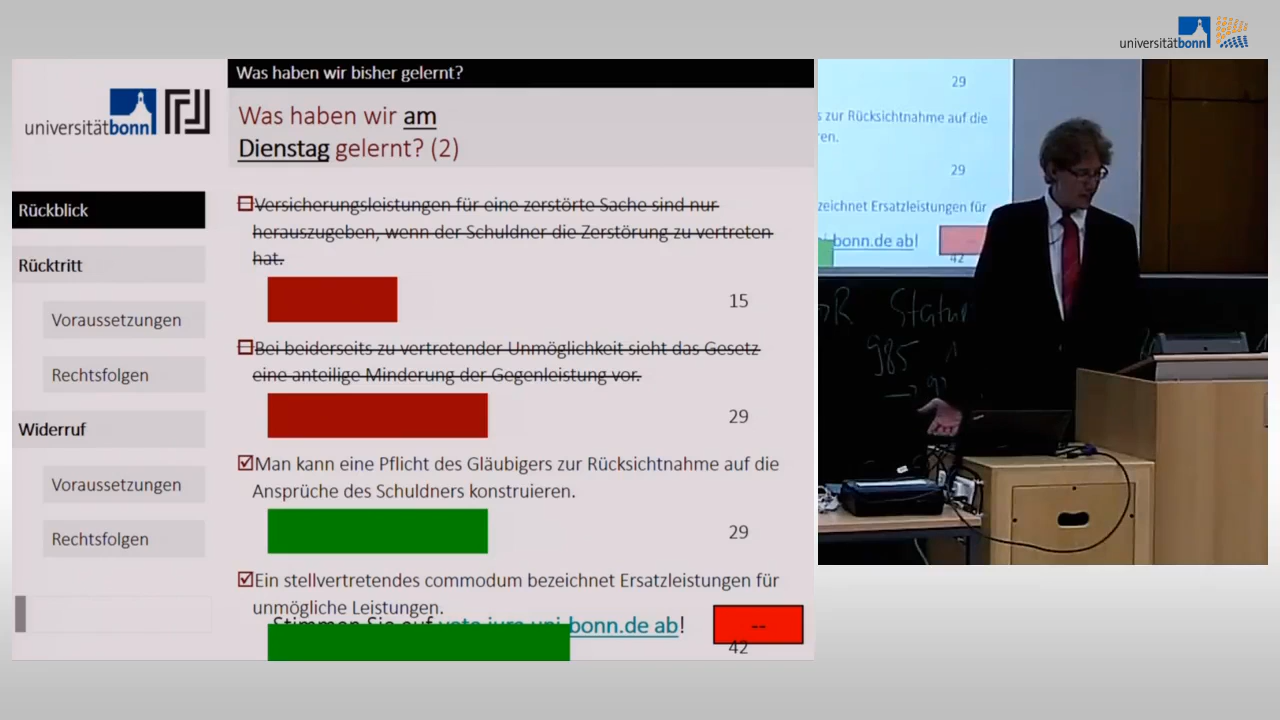 universitätbonn
Was haben wir bisher gelernt?
universitätbonn
Was haben wir am
Dienstag gelernt? (2)
Rückblick
Rücktritt
Voraussetzungen
Rechtsfolgen
Widerruf
Voraussetzungen
Rechtsfolgen
Versicherungsleistungen für eine zerstörte Sache sind nur
herauszugeben, wenn der Schuldner die Zerstörung zu vertreten
hat.
15
Bei beiderseits zu vertretender Unmöglichkeit sieht das Gesetz
eine anteilige Minderung der Gegenleistung vor.
29
Man kann eine Pflicht des Gläubigers zur Rücksichtnahme auf die
Ansprüche des Schuldners konstruieren.
29
Ein stellvertretendes commodum bezeichnet Ersatzleistungen für
unmögliche Leistungen.
Stimmen Sie auf vote.jura.uni-bonn.de ab!
--
42
29
zur Rücksichtnahme auf die
ren.
29
zeichnet Ersatzleistungen für
bonn.de ab!
42
985